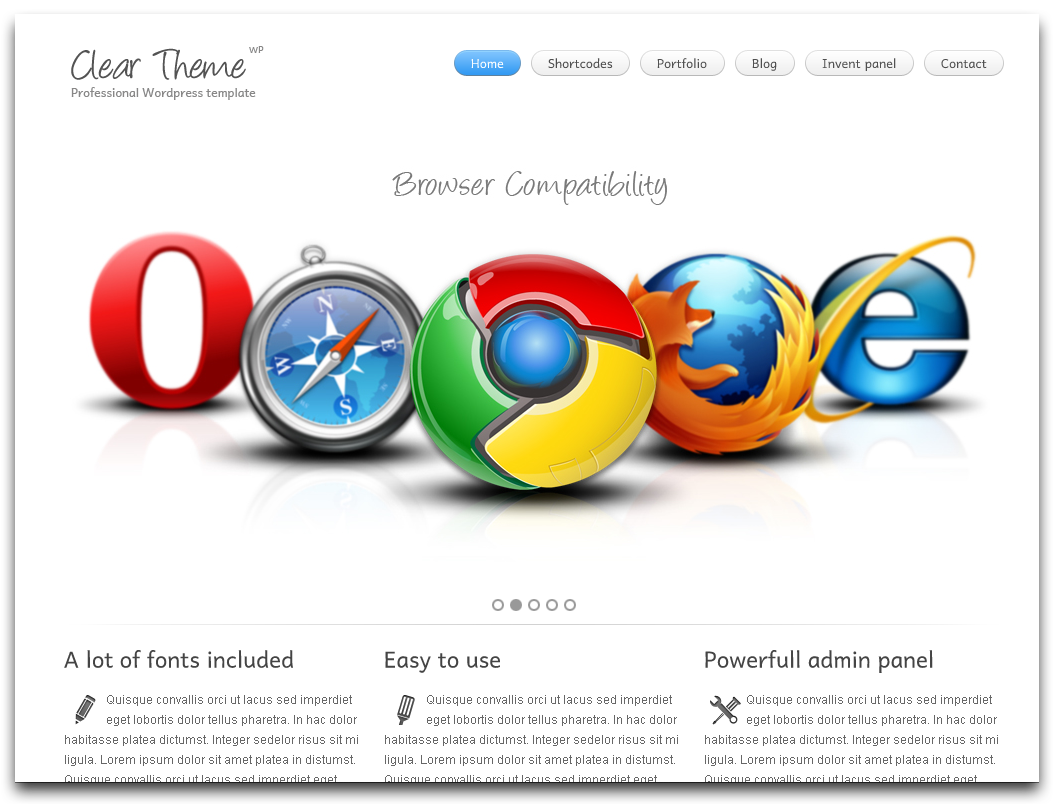 Clear Theme WP
Professional Wordpress template
Home Shortcodes Portfolio Blog Invent panel Contact
Browser Compatibility
N
E
S
W
A lot of fonts included
Quisque convallis orci ut lacus sed imperdiet
eget lobortis dolor tellus pharetra. In hac dolor
habitasse platea dictumst. Integer sedelor risus sit mi
ligula. Lorem ipsum dolor sit amet platea in distumst.
Quisque convallis orci ut lacus sed imperdiet eget
Easy to use
Quisque convallis orci ut lacus sed imperdiet
eget lobortis dolor tellus pharetra. In hac dolor
habitasse platea dictumst. Integer sedelor risus sit mi
ligula. Lorem ipsum dolor sit amet platea in distumst.
Quisque convallis orci ut lacus sed imperdiet eget
Powerfull admin panel
Quisque convallis orci ut lacus sed imperdiet
eget lobortis dolor tellus pharetra. In hac dolor
habitasse platea dictumst. Integer sedelor risus sit mi
ligula. Lorem ipsum dolor sit amet platea in distumst.
Quisque convallis orci ut lacus sed imperdiet eget